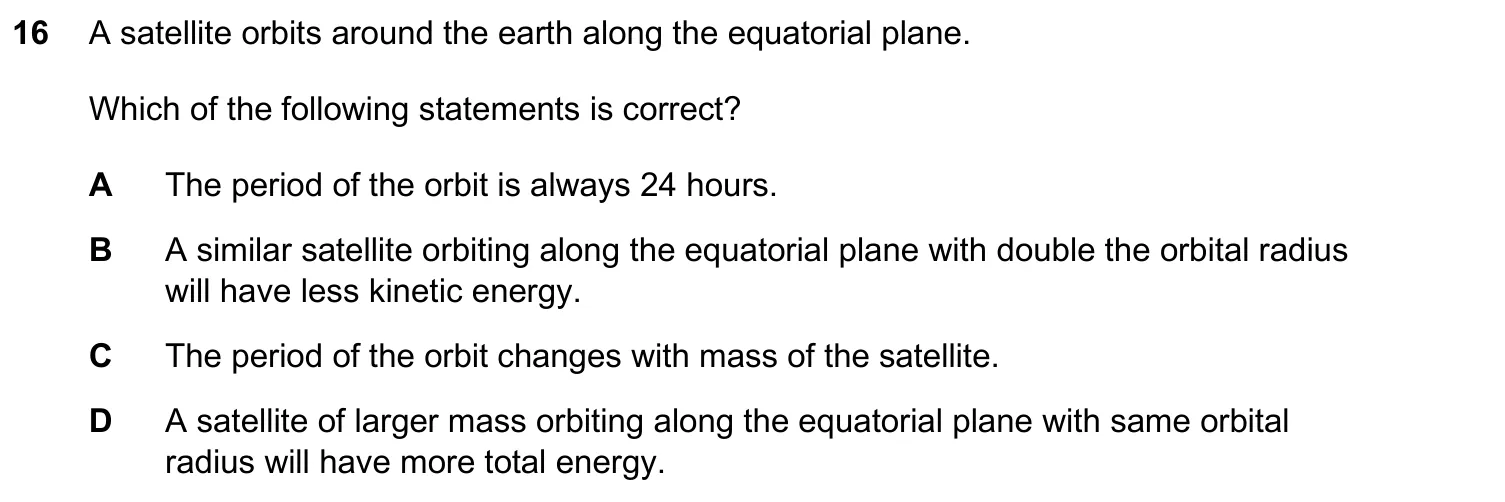 16 A satellite orbits around the earth along the equatorial plane.
Which of the following statements is correct?
A The period of the orbit is always 24 hours.
B A similar satellite orbiting along the equatorial plane with double the orbital radius
will have less kinetic energy.
C The period of the orbit changes with mass of the satellite.
D A satellite of larger mass orbiting along the equatorial plane with same orbital
radius will have more total energy.